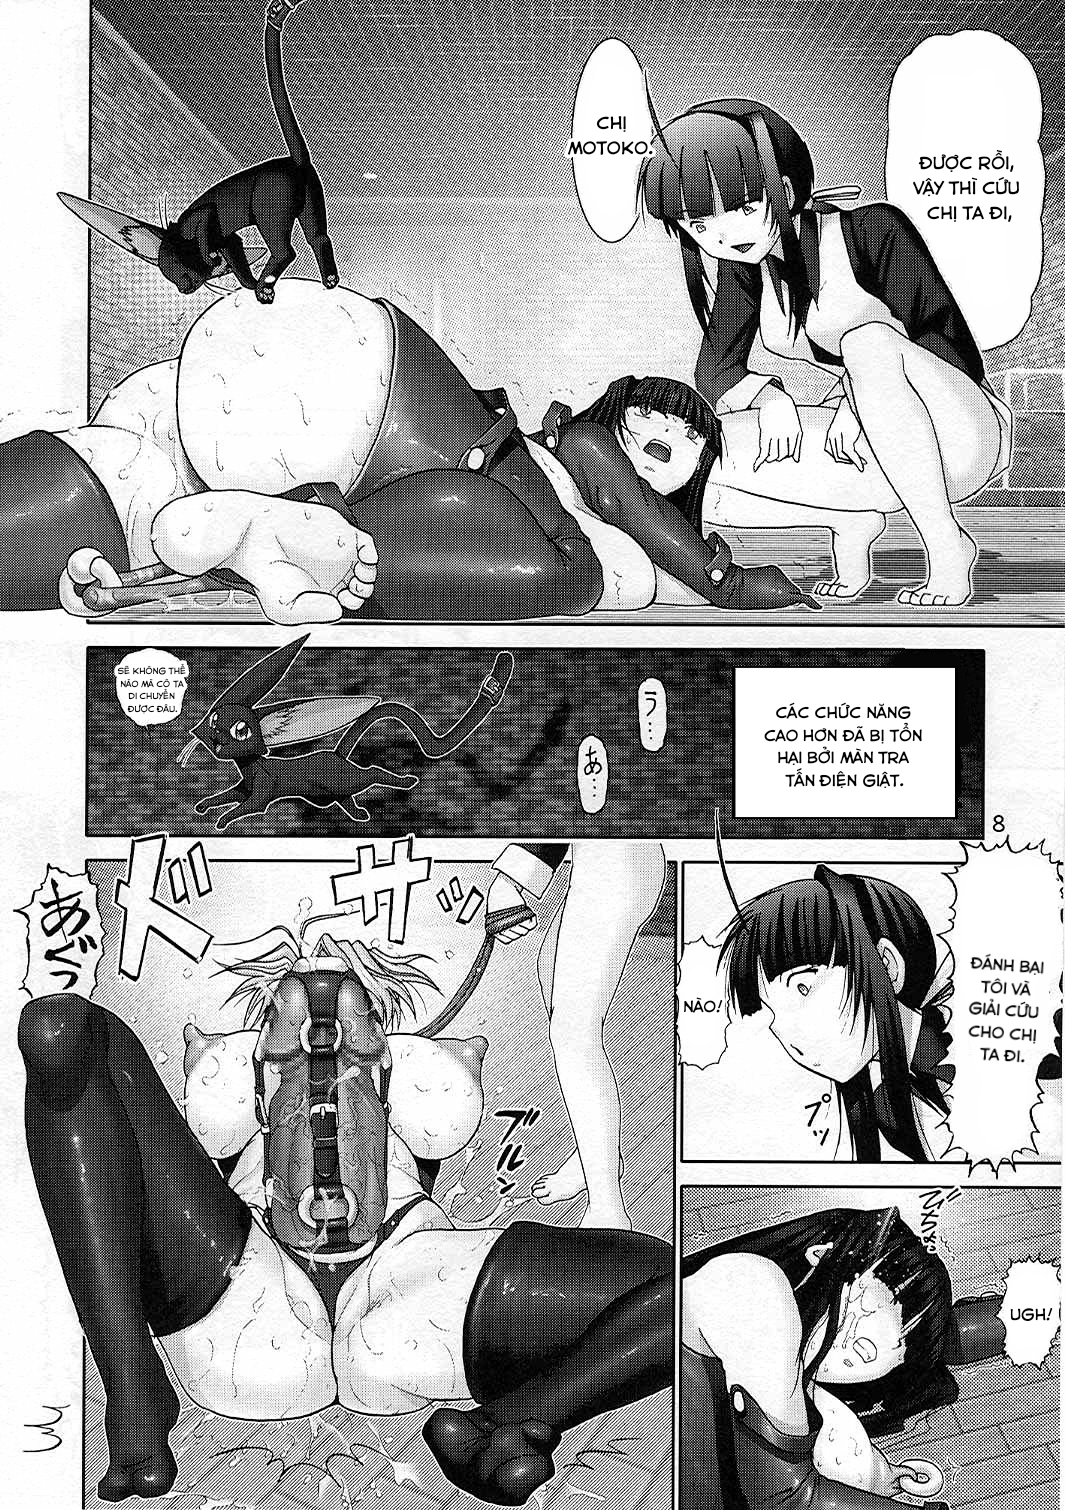 ĐƯỢC RỒI,
VẬY THÌ CỨU
CHỊ TA ĐI,
CHỊ
MOTOKO.
CÁC CHỨC NĂNG
CAO HƠN ĐÃ BỊ TỔN
HẠI BỞI MÀN TRA
TẤN ĐIỆN GIẬT.
う…
あ…
SẼ KHÔNG THỂ
NÀO MÀ CÔ TA
DI CHUYỂN
ĐƯỢC ĐÂU.
8
ĐÁNH BẠI
TÔI VÀ
GIẢI CỨU
CHO CHỊ
TA ĐI.
NÀO!
プッ
ズザッ
あぐっ
ブルン
UGH!